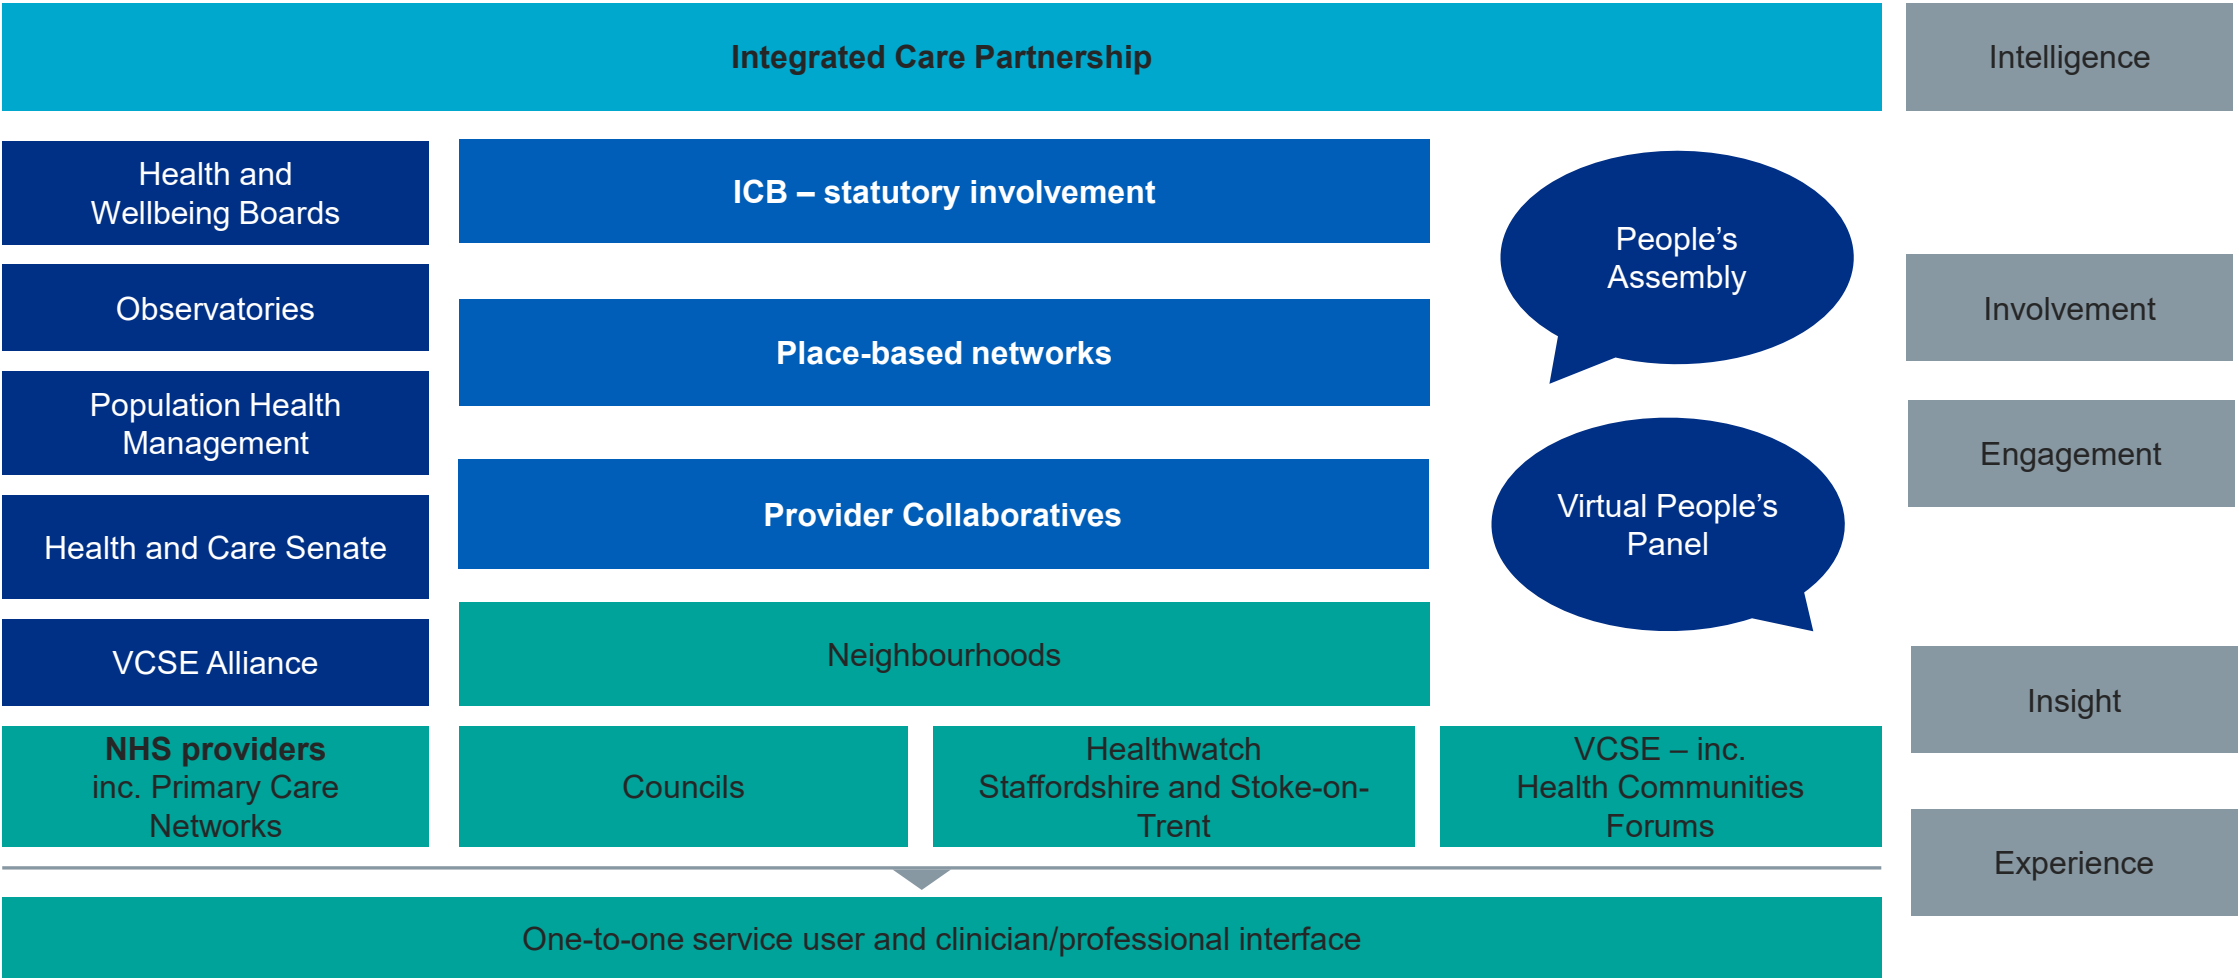 Integrated Care Partnership
Intelligence
Health and
Wellbeing Boards
ICB – statutory involvement
People’s
Assembly
Observatories
Involvement
Place-based networks
Population Health
Management
Engagement
Provider Collaboratives
Virtual People’s
Panel
Health and Care Senate
Neighbourhoods
VCSE Alliance
Insight
NHS providers
inc. Primary Care
Networks
Councils
Healthwatch
Staffordshire and Stoke-on-
Trent
VCSE – inc.
Health Communities
Forums
Experience
One-to-one service user and clinician/professional interface